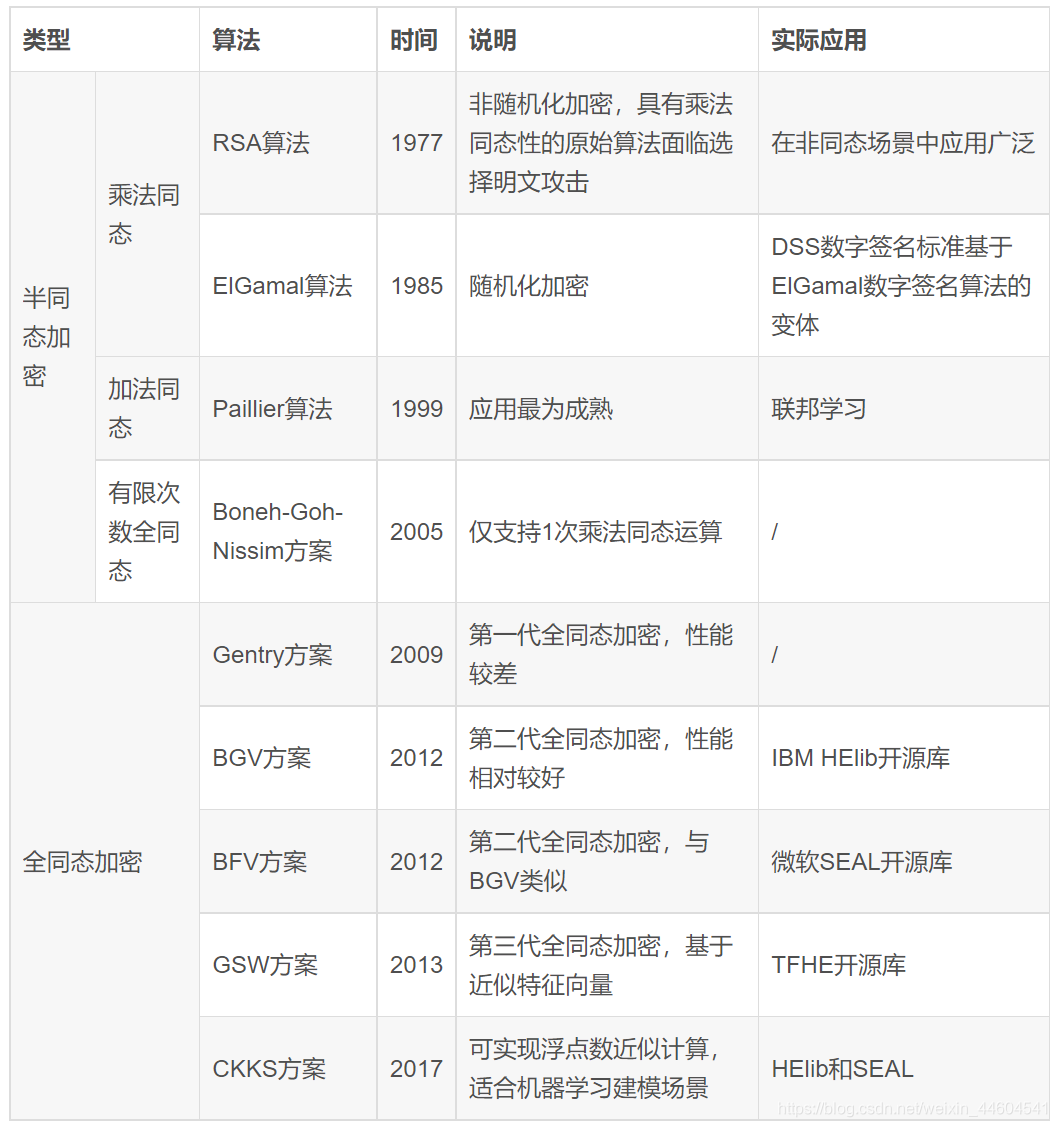 类型 算法 时间 说明 实际应用
半同
态加
密
乘法同
态
RSA算法 1977
非随机化加密，具有乘法
同态性的原始算法面临选
择明文攻击
在非同态场景中应用广泛
ElGamal算法 1985 随机化加密
DSS数字签名标准基于
ElGamal数字签名算法的
变体
加法同
态
Paillier算法 1999 应用最为成熟 联邦学习
有限次
数全同
态
Boneh-Goh-
Nissim方案
2005 仅支持1次乘法同态运算 /
全同态加密
Gentry方案 2009
第一代全同态加密，性能
较差
/
BGV方案 2012
第二代全同态加密，性能
相对较好
IBM HElib开源库
BFV方案 2012
第二代全同态加密，与
BGV类似
微软SEAL开源库
GSW方案 2013
第三代全同态加密，基于
近似特征向量
TFHE开源库
CKKS方案 2017
可实现浮点数近似计算，
适合机器学习建模场景
HElib和SEAL
https://blog.csdn.net/weixin_44604541